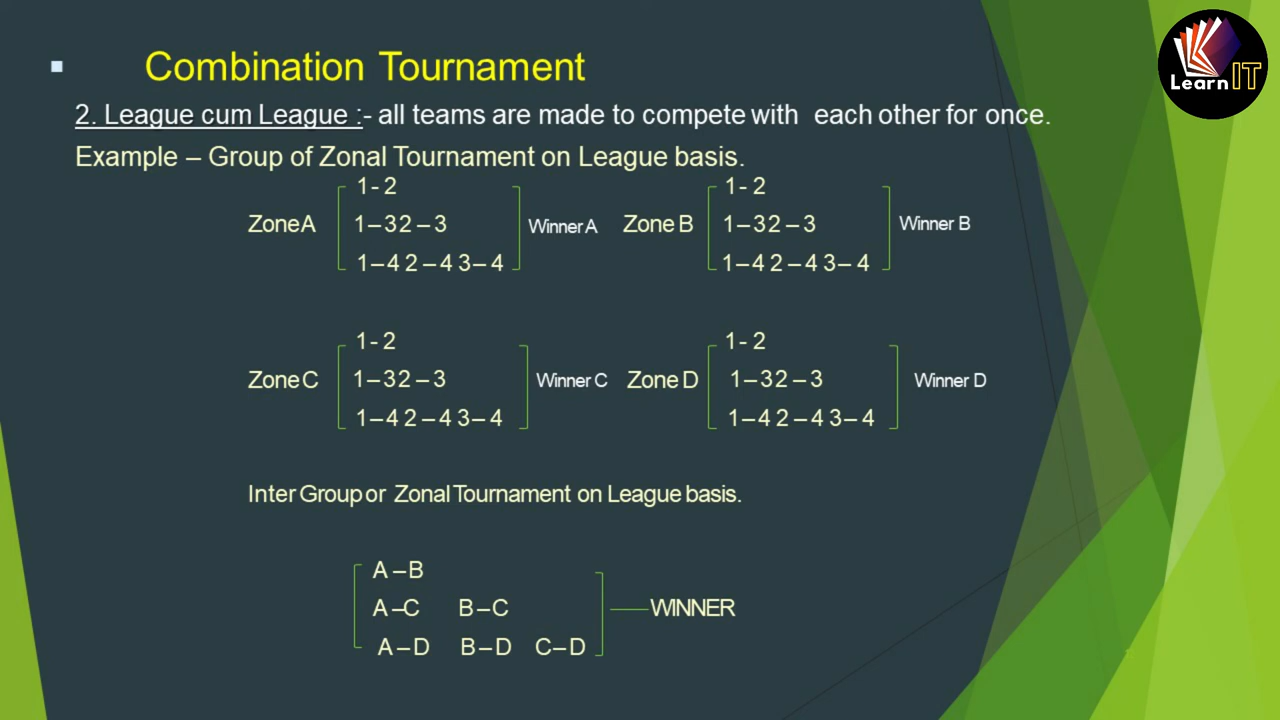 Combination Tournament
LearnIT
2. League cum League :- all teams are made to compete with each other for once.
Example – Group of Zonal Tournament on League basis.
1 - 2 1 - 2
Zone A 1 – 3 2 – 3 Winner A Zone B 1 – 3 2 – 3 Winner B
1 – 4 2 – 4 3 – 4 1 – 4 2 – 4 3 – 4
1 - 2 1 - 2
Zone C 1 – 3 2 – 3 Winner C Zone D 1 – 3 2 – 3 Winner D
1 – 4 2 – 4 3 – 4 1 – 4 2 – 4 3 – 4
Inter Group or Zonal Tournament on League basis.
A – B
A – C B – C WINNER
A – D B – D C – D